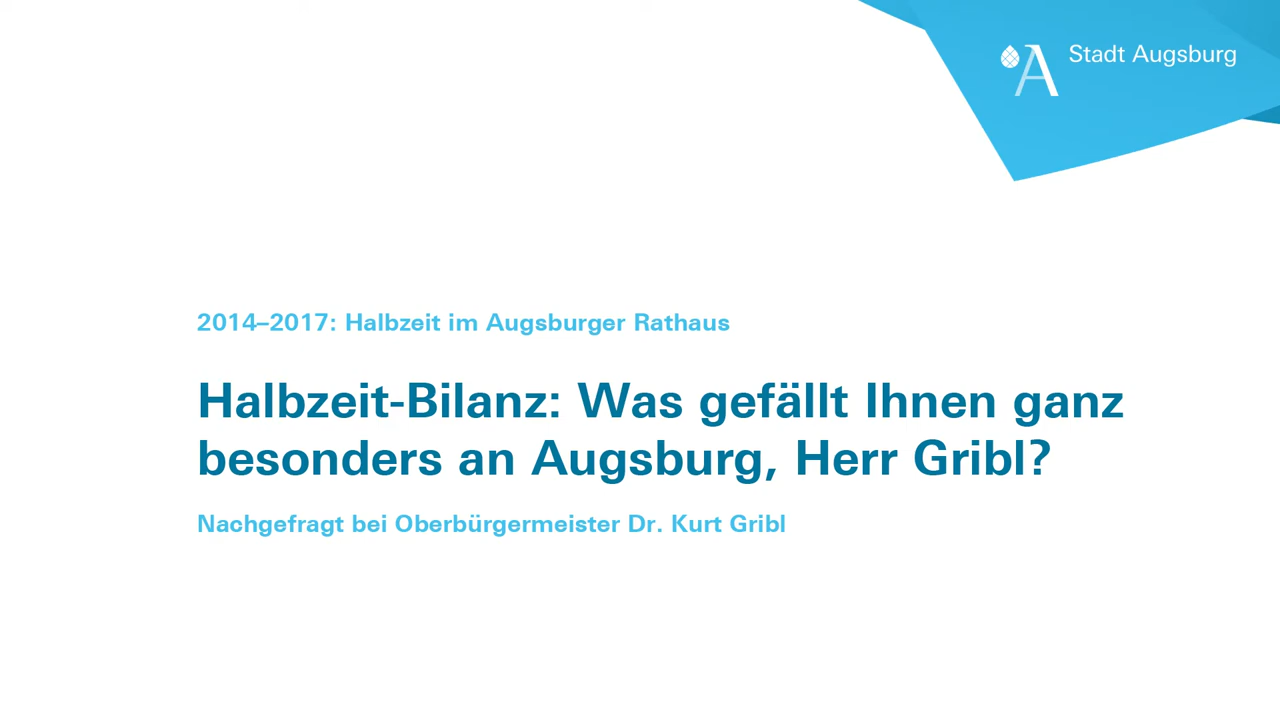 Stadt Augsburg
2014–2017: Halbzeit im Augsburger Rathaus
Halbzeit-Bilanz: Was gefällt Ihnen ganz
besonders an Augsburg, Herr Gribl?
Nachgefragt bei Oberbürgermeister Dr. Kurt Gribl